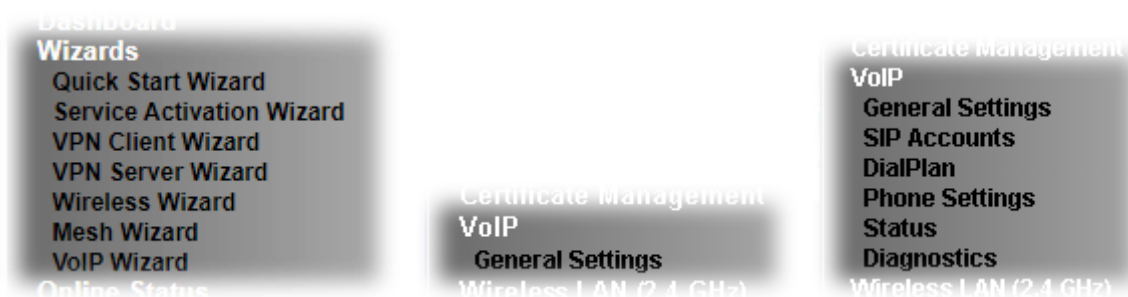 Dashboard
Wizards
Quick Start Wizard
Service Activation Wizard
VPN Client Wizard
VPN Server Wizard
Wireless Wizard
Mesh Wizard
VoIP Wizard
Online Status
Certificate Management
VoIP
General Settings
Wireless LAN (2.4 GHz)
Certificate Management
VoIP
General Settings
SIP Accounts
DialPlan
Phone Settings
Status
Diagnostics
Wireless LAN (2.4 GHz)